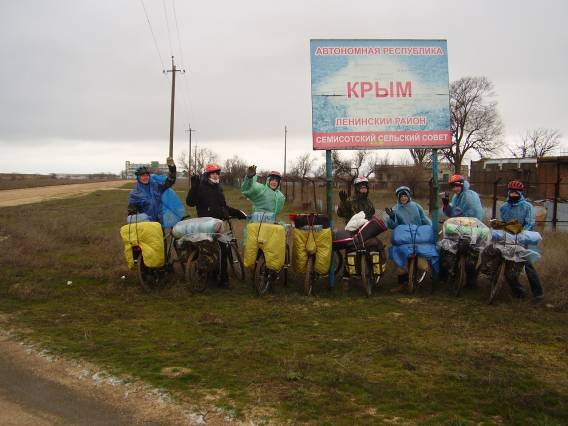 АВТОНОМНАЯ РЕСПУБЛИКА
КРЫМ
ЛЕНИНСКИЙ РАЙОН
СЕМИСОТСКИЙ СЕЛЬСКИЙ СОВЕТ